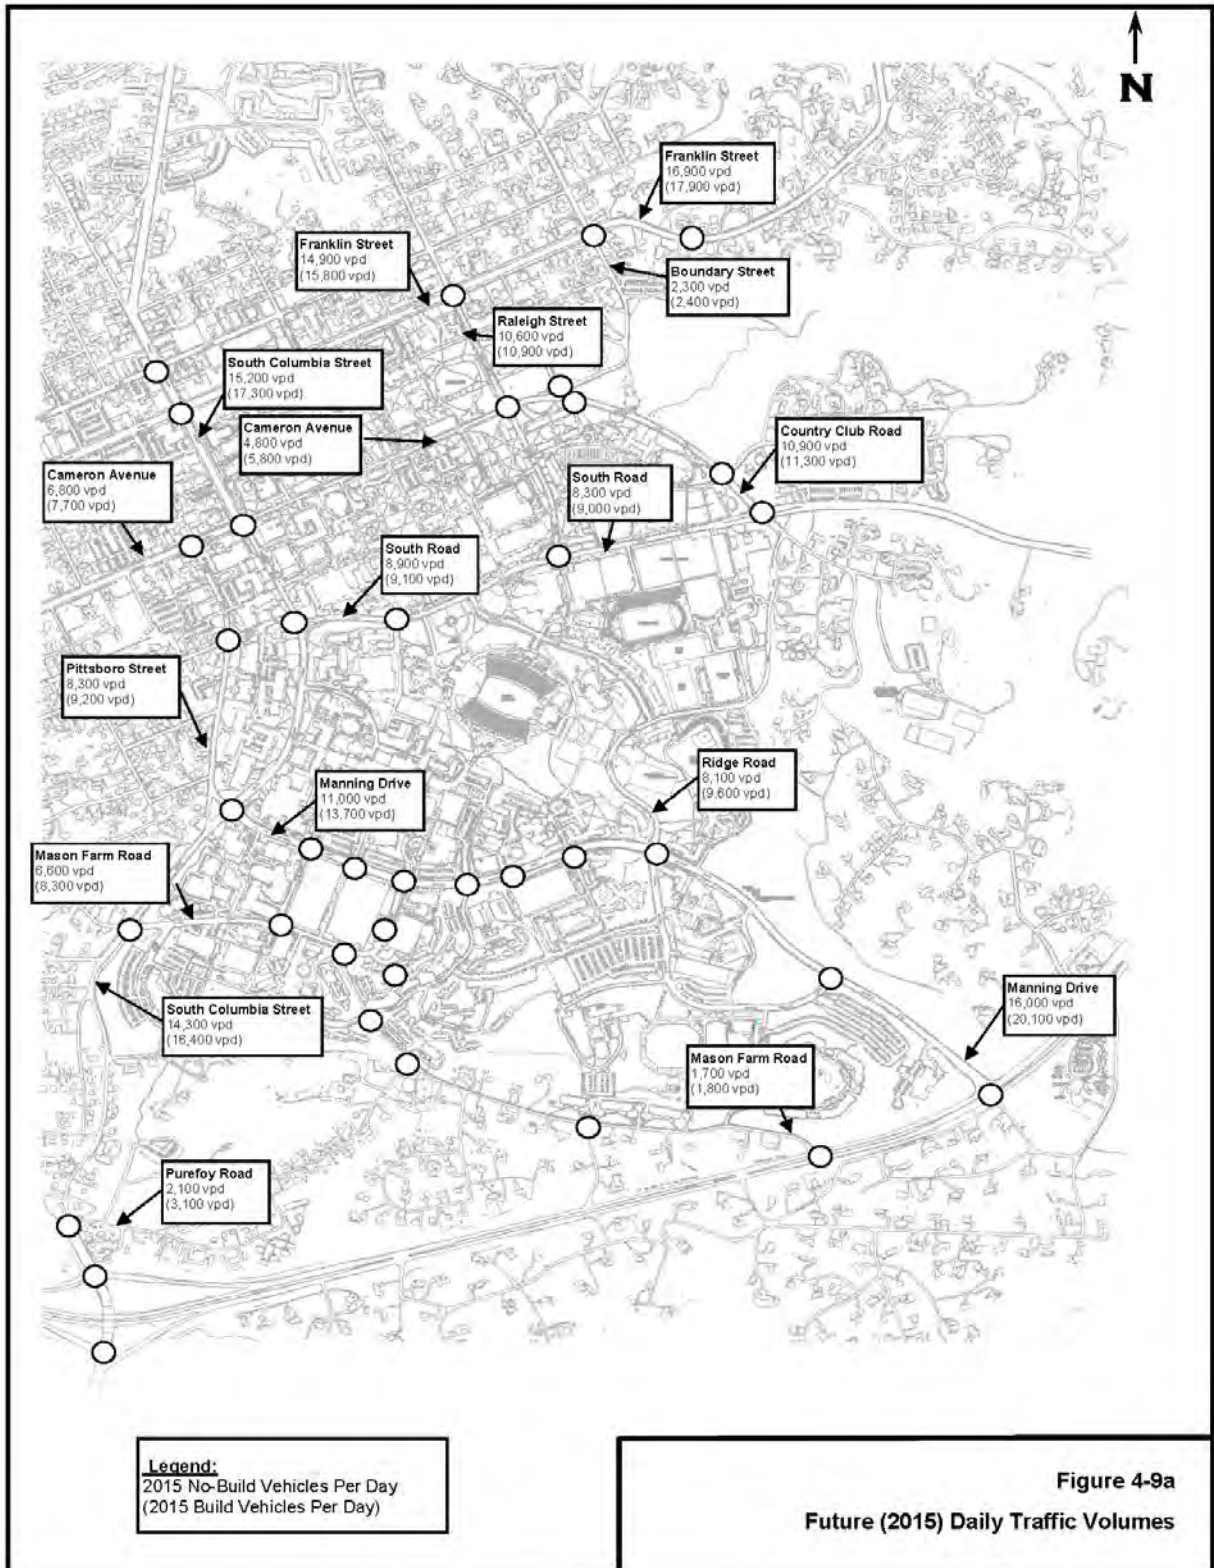 N
Franklin Street
16,900 vpd
(17,900 vpd)
Franklin Street
14,900 vpd
(15,800 vpd)
Boundary Street
2,300 vpd
(2,400 vpd)
Raleigh Street
10,600 vpd
(10,900 vpd)
South Columbia Street
15,200 vpd
(17,300 vpd)
Cameron Avenue
4,800 vpd
(5,800 vpd)
Country Club Road
10,900 vpd
(11,300 vpd)
Cameron Avenue
6,800 vpd
(7,700 vpd)
South Road
8,300 vpd
(9,000 vpd)
South Road
8,900 vpd
(9,100 vpd)
Pittsboro Street
8,300 vpd
(9,200 vpd)
Ridge Road
8,100 vpd
(9,600 vpd)
Manning Drive
11,000 vpd
(13,700 vpd)
Mason Farm Road
6,600 vpd
(8,300 vpd)
South Columbia Street
14,300 vpd
(16,400 vpd)
Manning Drive
16,000 vpd
(20,100 vpd)
Mason Farm Road
1,700 vpd
(1,800 vpd)
Purefoy Road
2,100 vpd
(3,100 vpd)
Legend:
2015 No-Build Vehicles Per Day
(2015 Build Vehicles Per Day)
Figure 4-9a
Future (2015) Daily Traffic Volumes